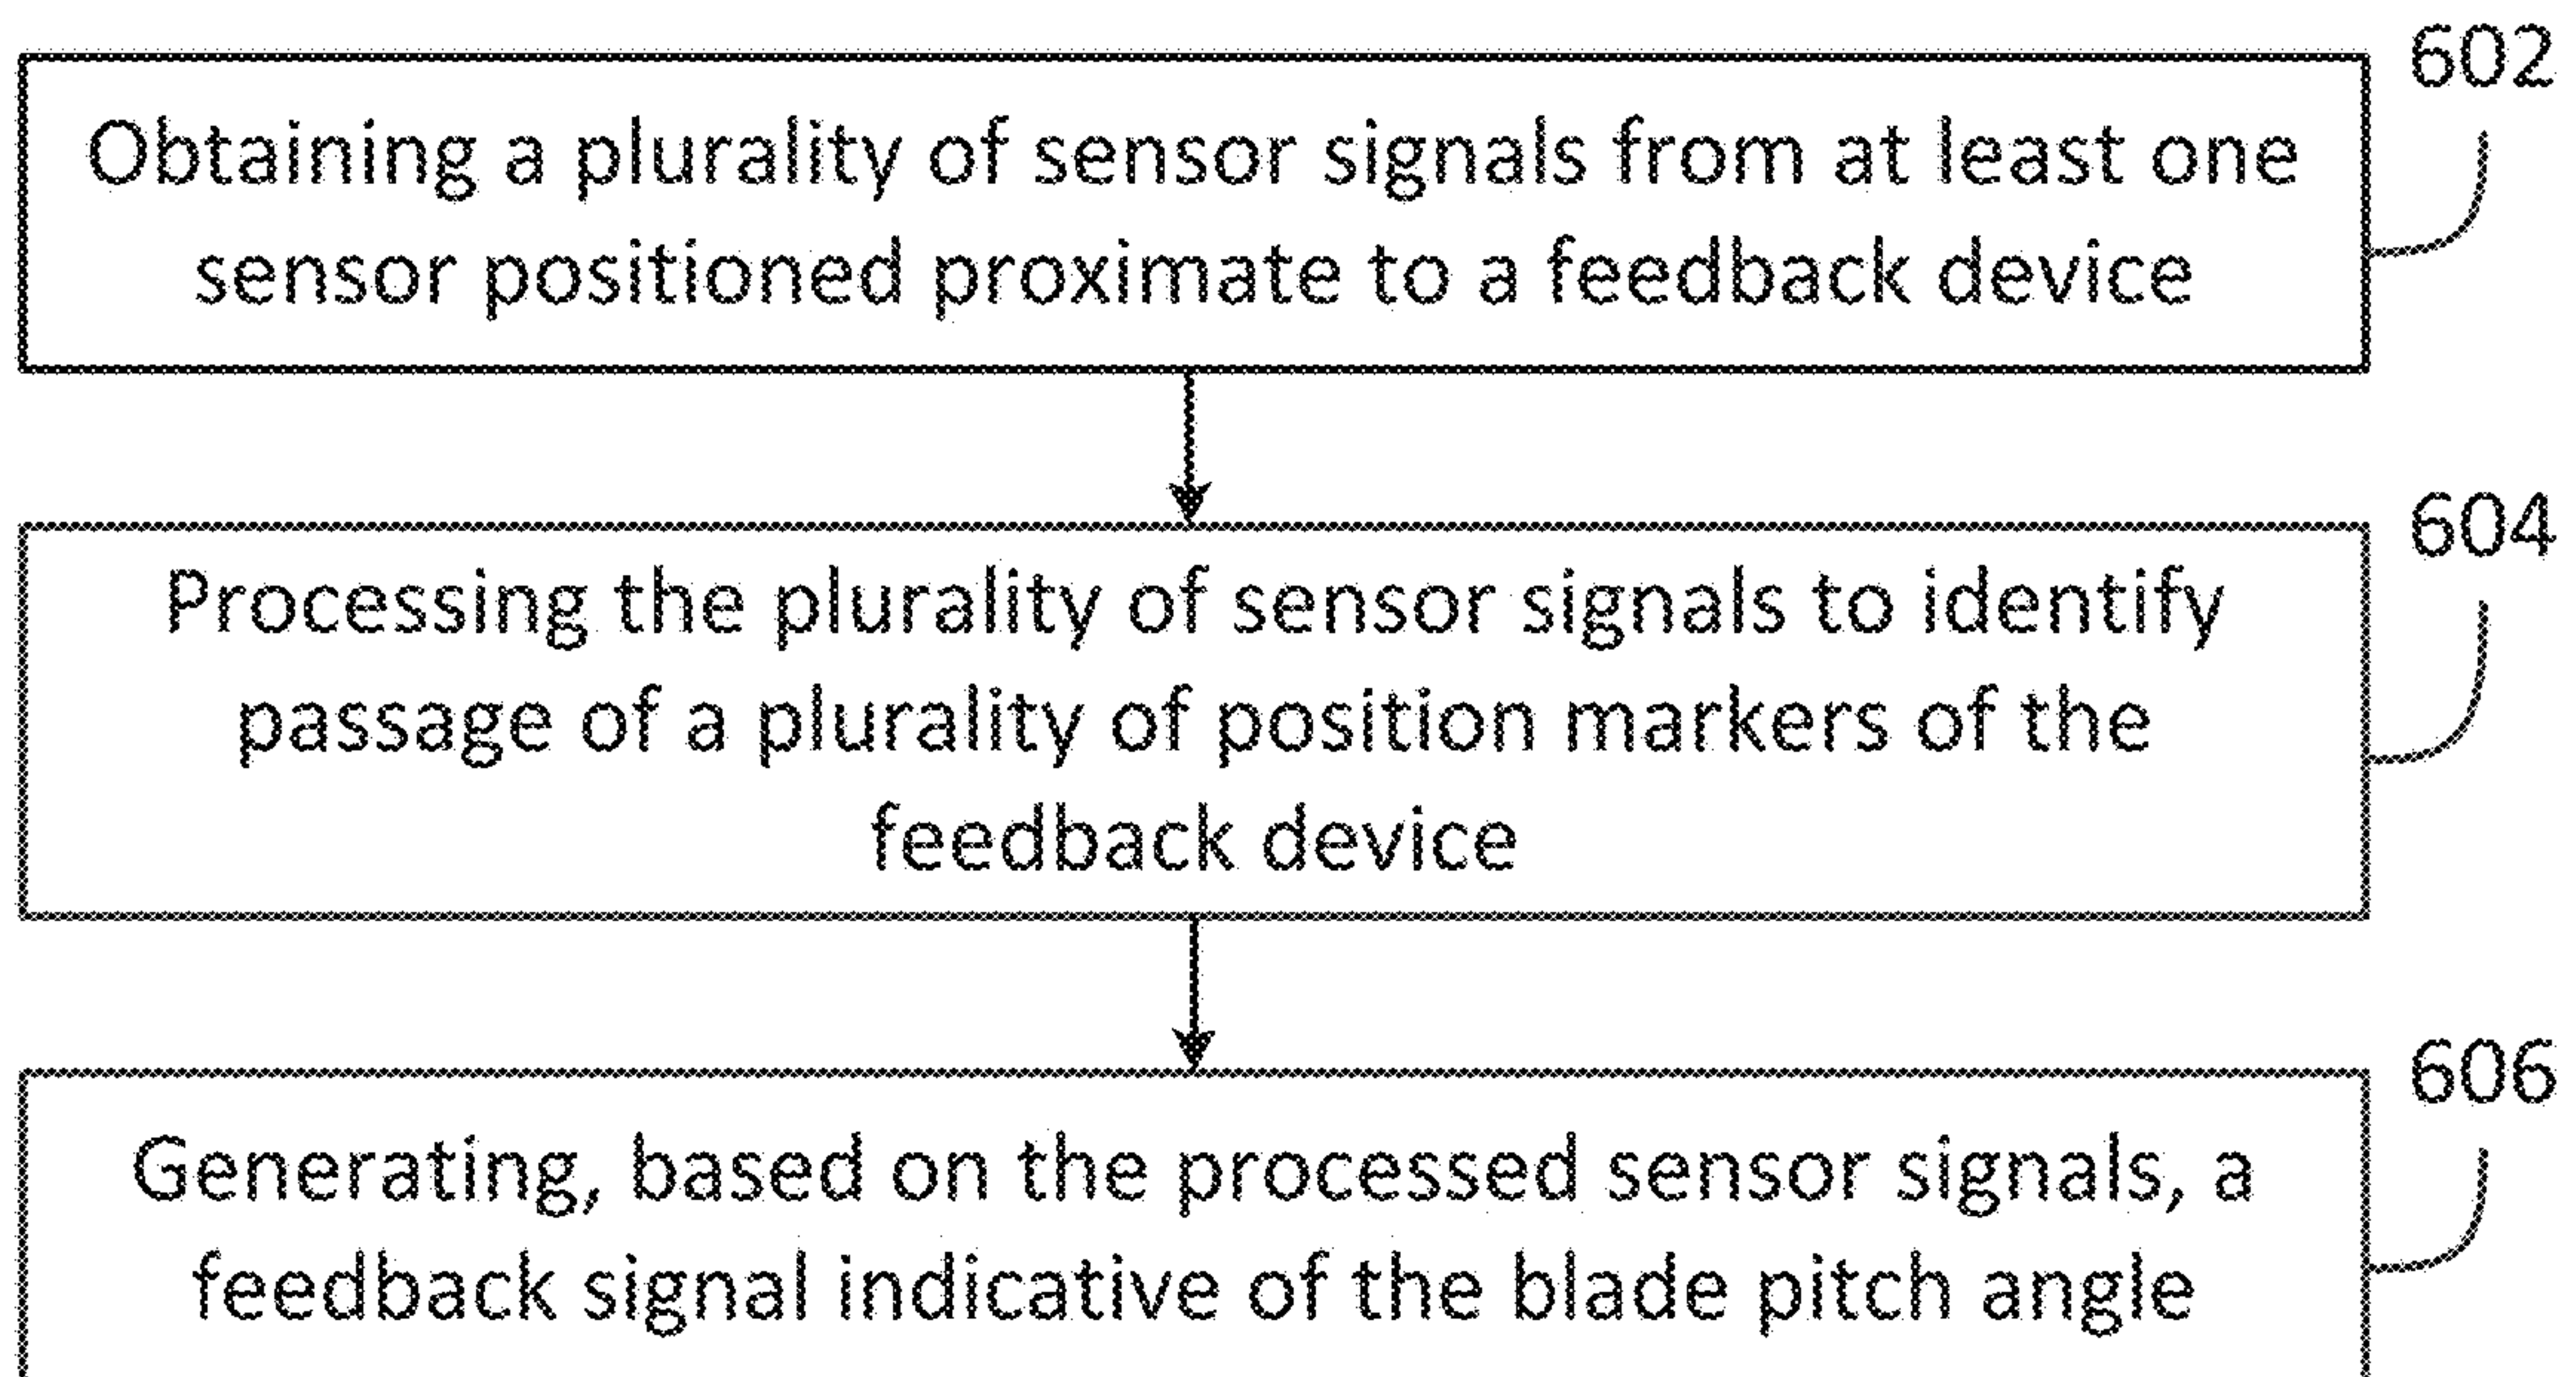 602
Obtaining a plurality of sensor signals from at least one
sensor positioned proximate to a feedback device
604
Processing the plurality of sensor signals to identify
passage of a plurality of position markers of the
feedback device
606
Generating, based on the processed sensor signals, a
feedback signal indicative of the blade pitch angle